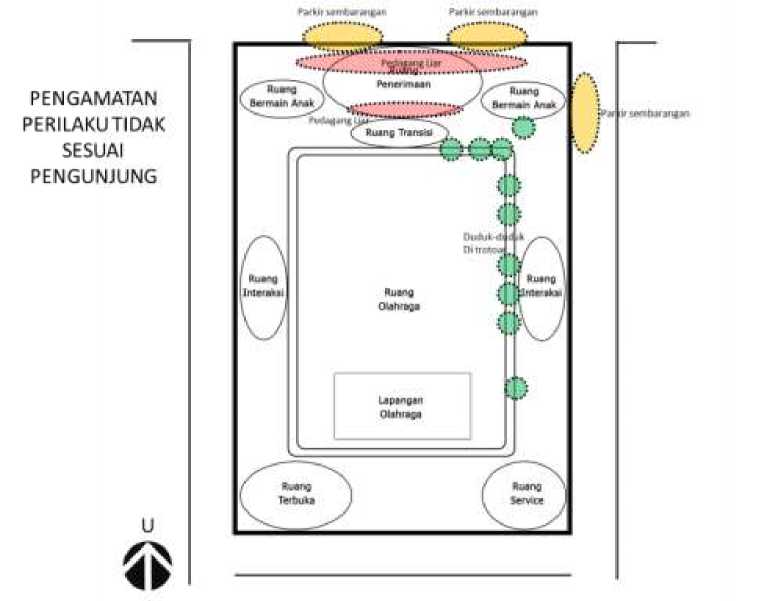 Parkir sembarangan
Parkir sembarangan
PENGAMATAN
PERILAKU TIDAK
SESUAI
PENGUNJUNG
Pedagang Liar
Ruang
Penerimaan
Ruang
Bermain Anak
Ruang
Bermain Anak
Parkir sembarangan
Pedagang Liar
Ruang Transisi
Duduk-duduk
Di trotoar
Ruang
Interaksi
Ruang
Olahraga
Ruang
Interaksi
Lapangan
Olahraga
Ruang
Terbuka
Ruang
Service
U